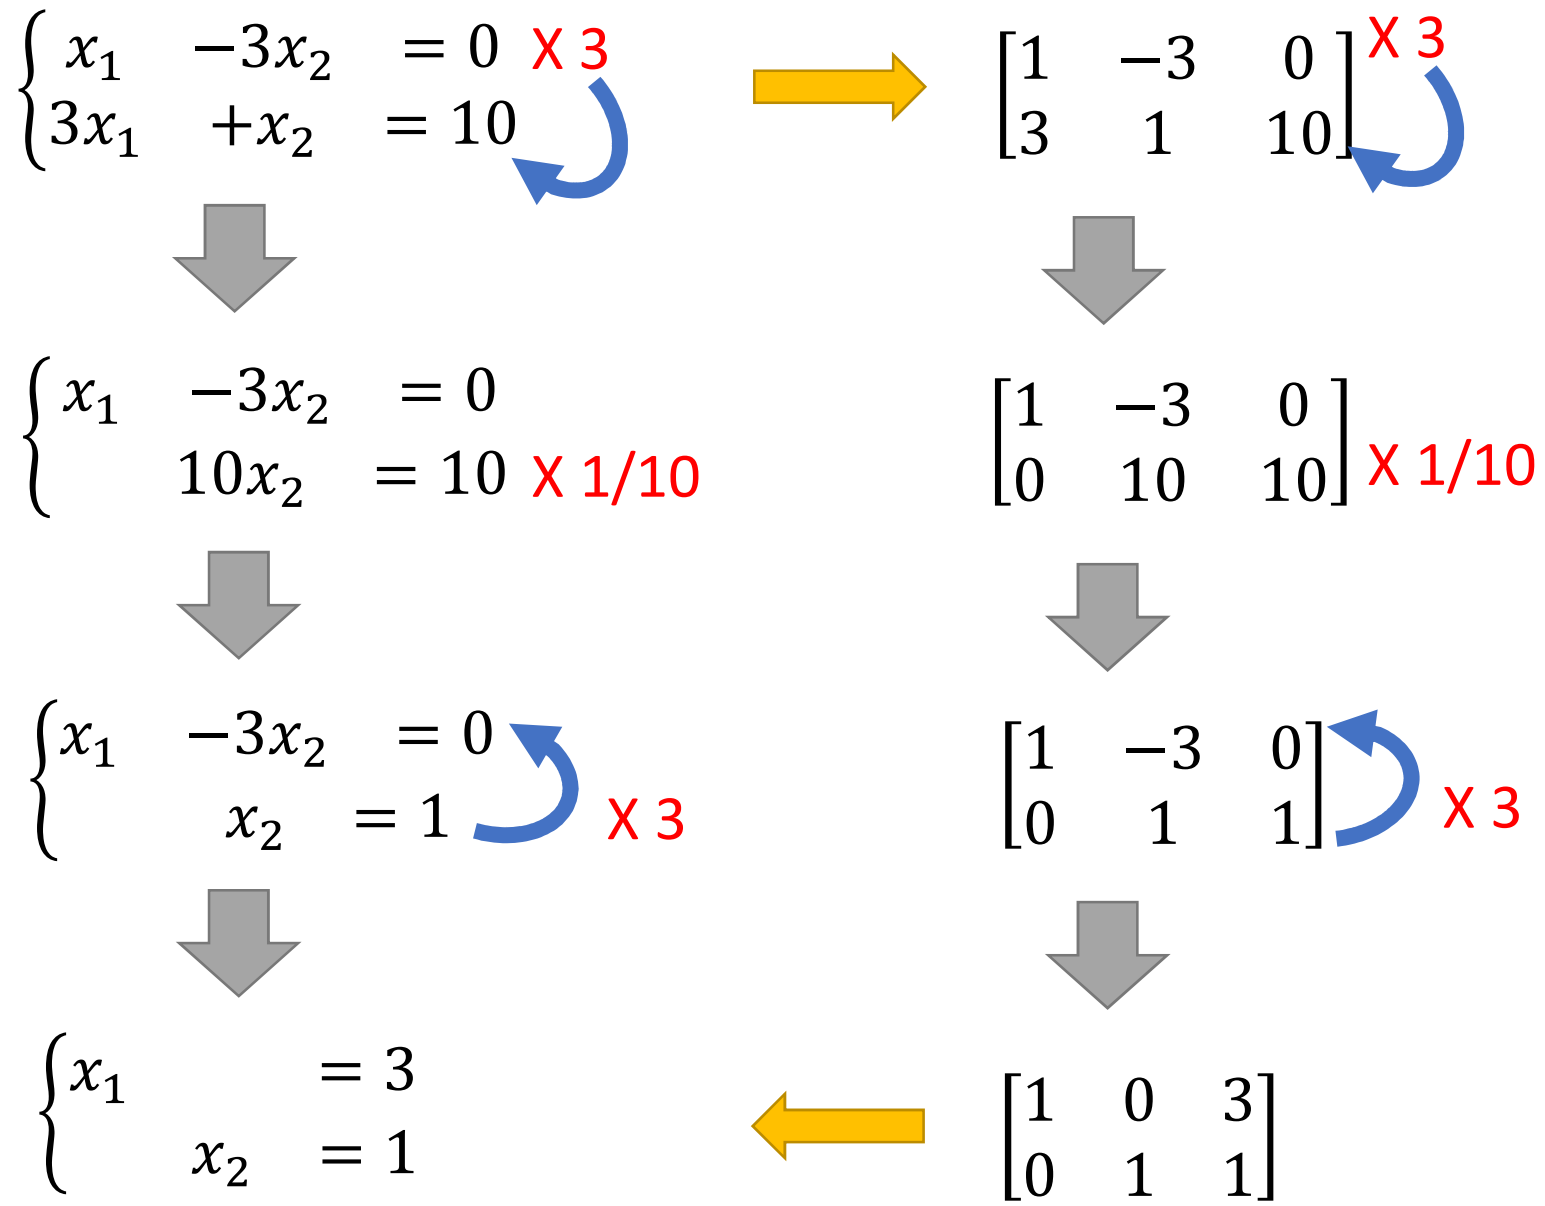 x₁ −3x₂ = 0 X 3
3x₁ +x₂ = 10
1 −3 0 X 3
3 1 10
x₁ −3x₂ = 0
10x₂ = 10 X 1/10
1 −3 0
0 10 10 X 1/10
x₁ −3x₂ = 0
x₂ = 1 X 3
1 −3 0
0 1 1 X 3
x₁ = 3
x₂ = 1
1 0 3
0 1 1